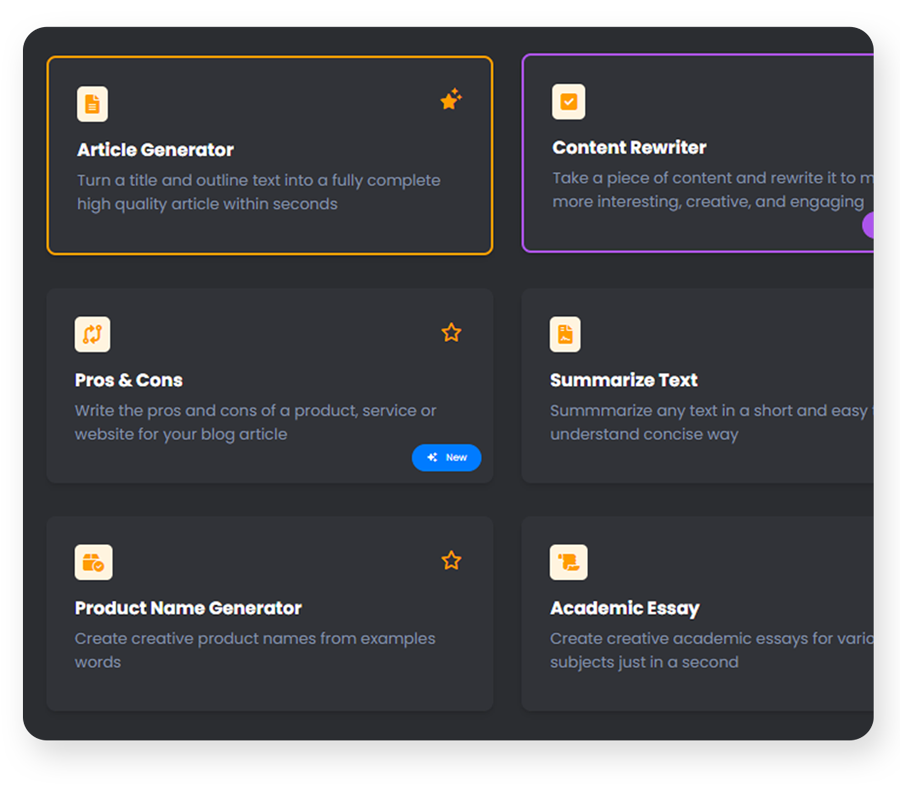 Article Generator
Turn a title and outline text into a fully complete
high quality article within seconds
Content Rewriter
Take a piece of content and rewrite it to
more interesting, creative, and engaging
Pros & Cons
Write the pros and cons of a product, service or
website for your blog article
New
Summarize Text
Summmarize any text in a short and easy
understand concise way
Product Name Generator
Create creative product names from examples
words
Academic Essay
Create creative academic essays for
subjects just in a second